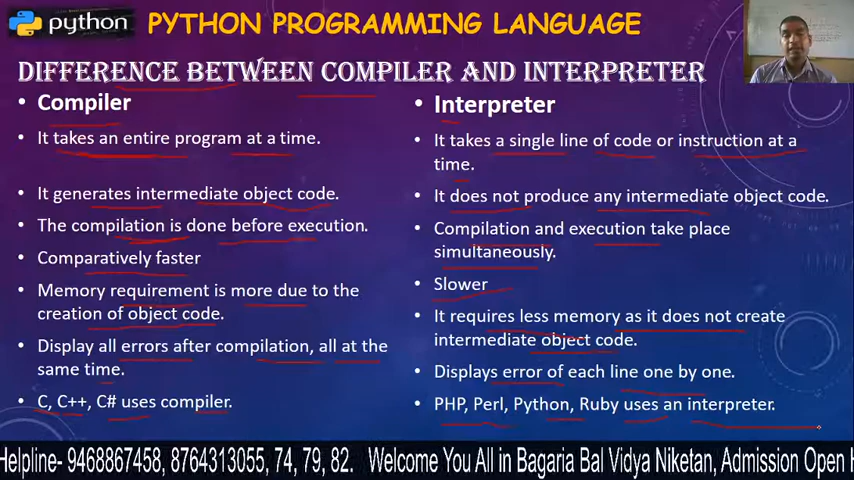 python
PYTHON PROGRAMMING LANGUAGE
DIFFERENCE BETWEEN COMPILER AND INTERPRETER
• Compiler
• It takes an entire program at a time.
• It generates intermediate object code.
• The compilation is done before execution.
• Comparatively faster
• Memory requirement is more due to the
creation of object code.
• Display all errors after compilation, all at the
same time.
• C, C++, C# uses compiler.
• Interpreter
• It takes a single line of code or instruction at a
time.
• It does not produce any intermediate object code.
• Compilation and execution take place
simultaneously.
• Slower
• It requires less memory as it does not create
intermediate object code.
• Displays error of each line one by one.
• PHP, Perl, Python, Ruby uses an interpreter.
Helpline- 9468867458, 8764313055, 74, 79, 82. Welcome You All in Bagaria Bal Vidya Niketan, Admission Open